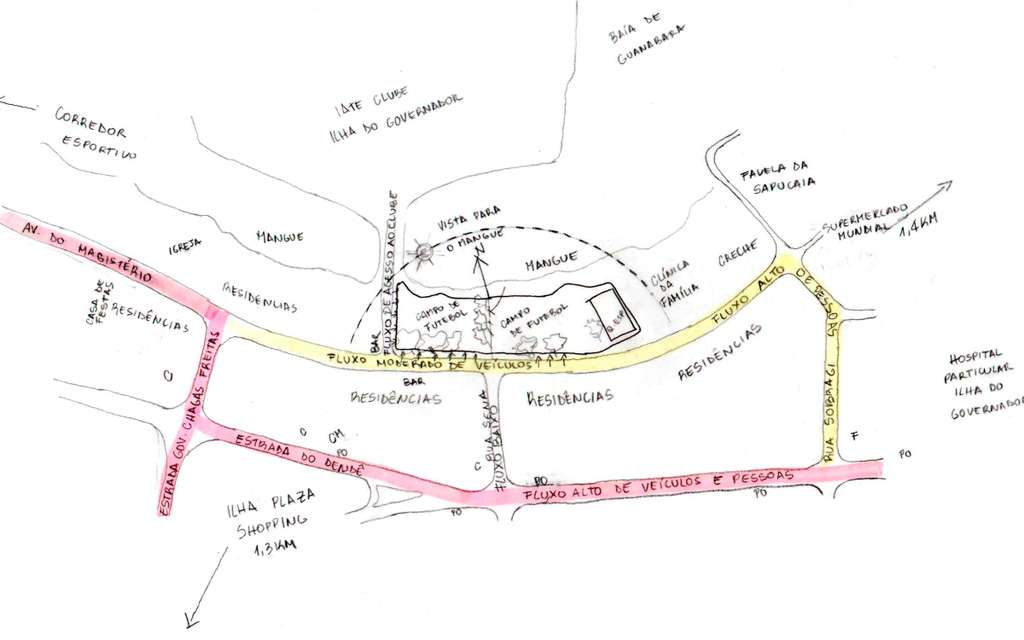 BAÍA DE
GUANABARA
IATE CLUBE
ILHA DO GOVERNADOR
CORREDOR
ESPORTIVO
FAVELA DA
SAPUCAIA
SUPERMERCADO
MUNDIAL
1,4KM
AV. DO MAGISTÉRIO
IGREJA
MANGUE
FLUXO DE ACESSO AO CLUBE
VISTA PARA
O MANGUE
N
MANGUE
CLÍNICA
DA
FAMÍLIA
CRECHE
CASA DE
FESTAS
RESIDÊNCIAS
RESIDENCIAS
BAR
CAMPO DE
FUTEBOL
CAMPO
DE FUTEBOL
FLUXO MODERADO DE VEÍCULOS
FLUXO ALTO
DE PESSOAS
BAR
RESIDÊNCIAS
RESIDÊNCIAS
RESIDÊNCIAS
HOSPITAL
PARTICULAR
ILHA DO
GOVERNADOR
ESTRADA GOV. CHAGAS FREITAS
C
C
CM
PO
ESTRADA DO DENDÊ
RUA SENA
FLUXO BAIXO
C
PO
FLUXO ALTO DE VEÍCULOS E PESSOAS
PO
PO
F
PO
ILHA PLAZA
SHOPPING
1,3KM